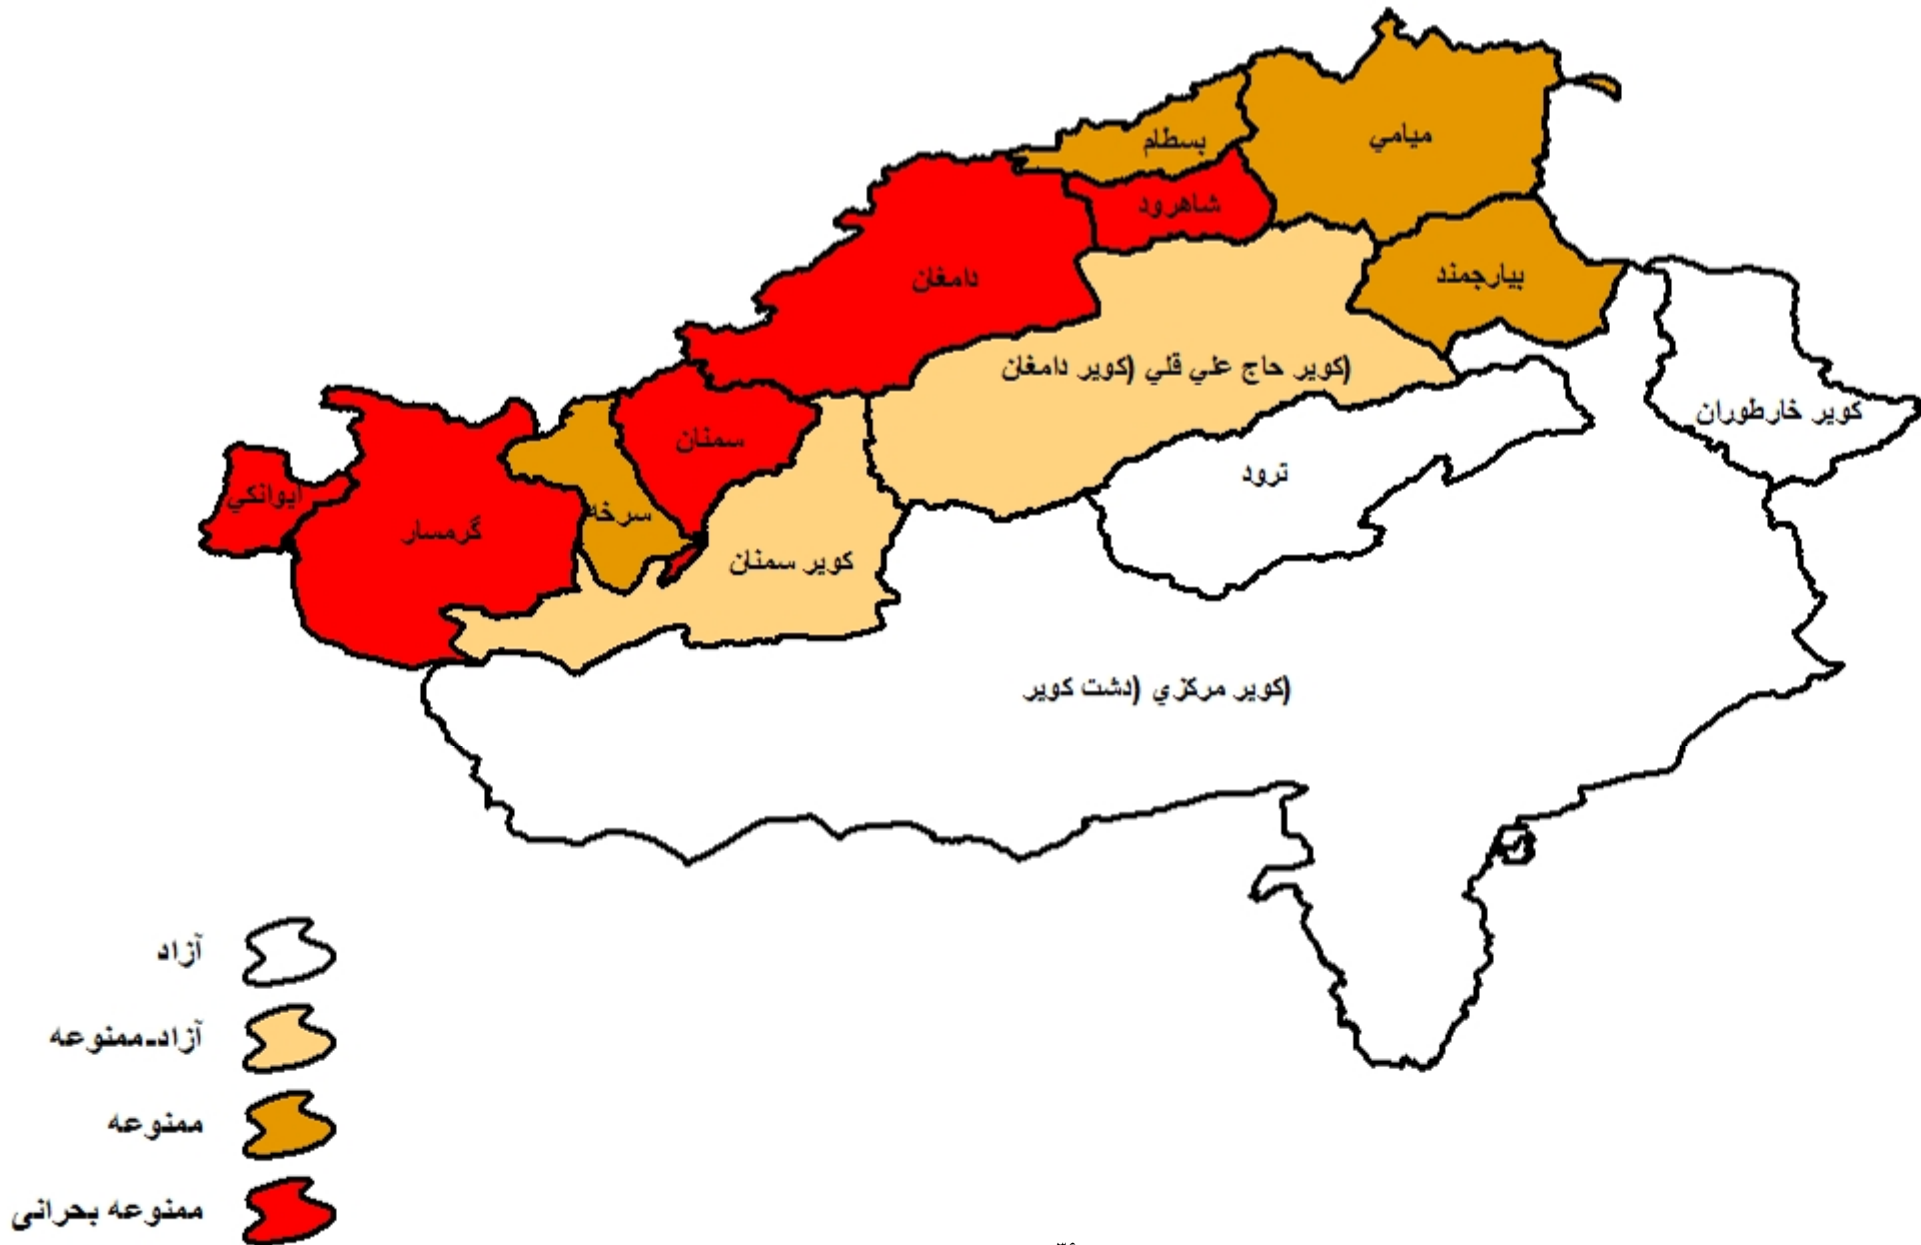 ميامي
بسطام
شاهرود
بيارجمند
دامغان
(كوير حاج علي قلي (كوير دامغان
كوير خارطوران
سمنان
ترود
ايوانكي
سرخه
گرمسار
كوير سمنان
(كوير مركزي (دشت كوير
آزاد
آزاد-ممنوعه
ممنوعه
ممنوعه بحرانی